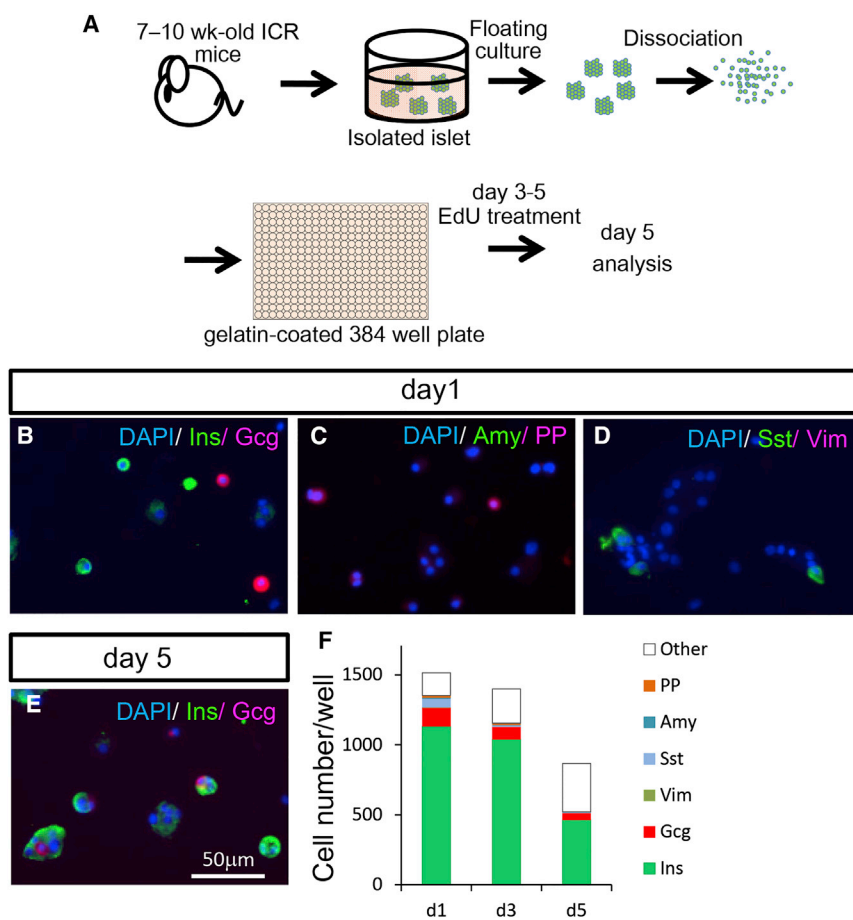 A
7–10 wk-old ICR
mice
Isolated islet
Floating
culture
Dissociation
gelatin-coated 384 well plate
day 3-5
EdU treatment
day 5
analysis
day1
B
DAPI/ Ins/ Gcg
C
DAPI/ Amy/ PP
D
DAPI/ Sst/ Vim
day 5
E
DAPI/ Ins/ Gcg
50μm
F
Cell number/well
1500
1000
500
0
d1
d3
d5
Other
PP
Amy
Sst
Vim
Gcg
Ins